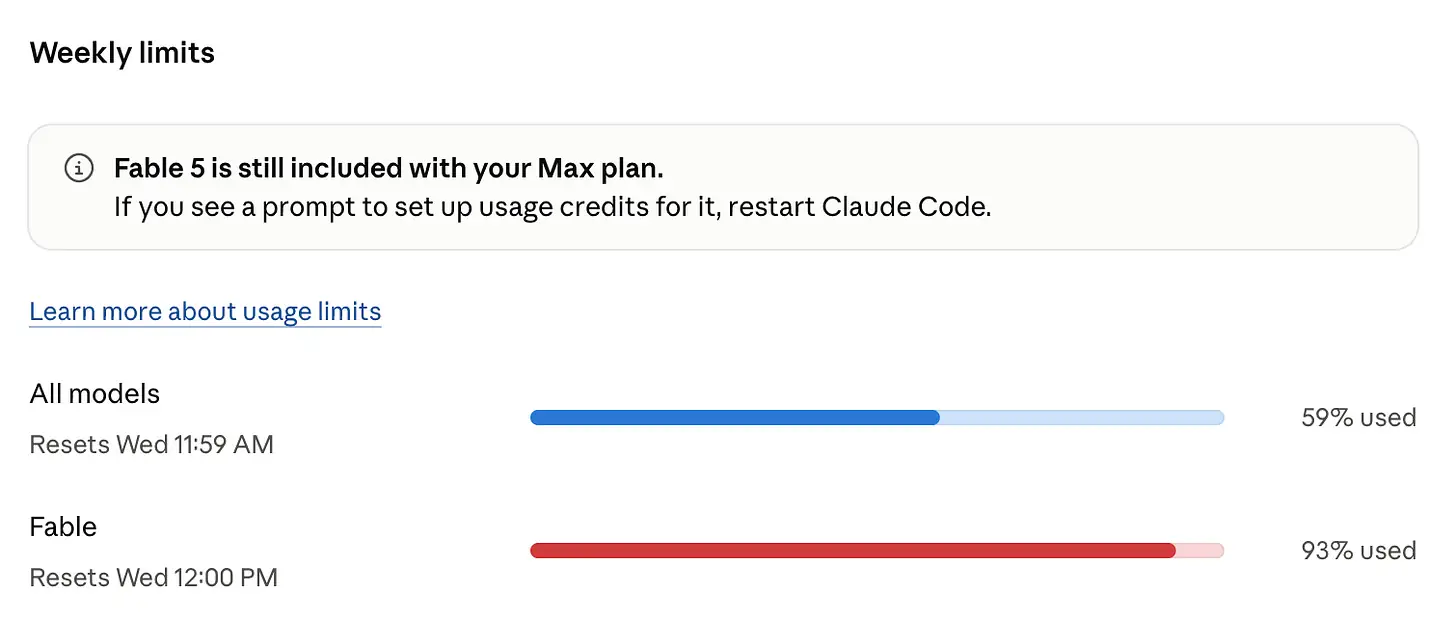 Weekly limits
Fable 5 is still included with your Max plan.
If you see a prompt to set up usage credits for it, restart Claude Code.
Learn more about usage limits
All models
Resets Wed 11:59 AM
59% used
Fable
Resets Wed 12:00 PM
93% used